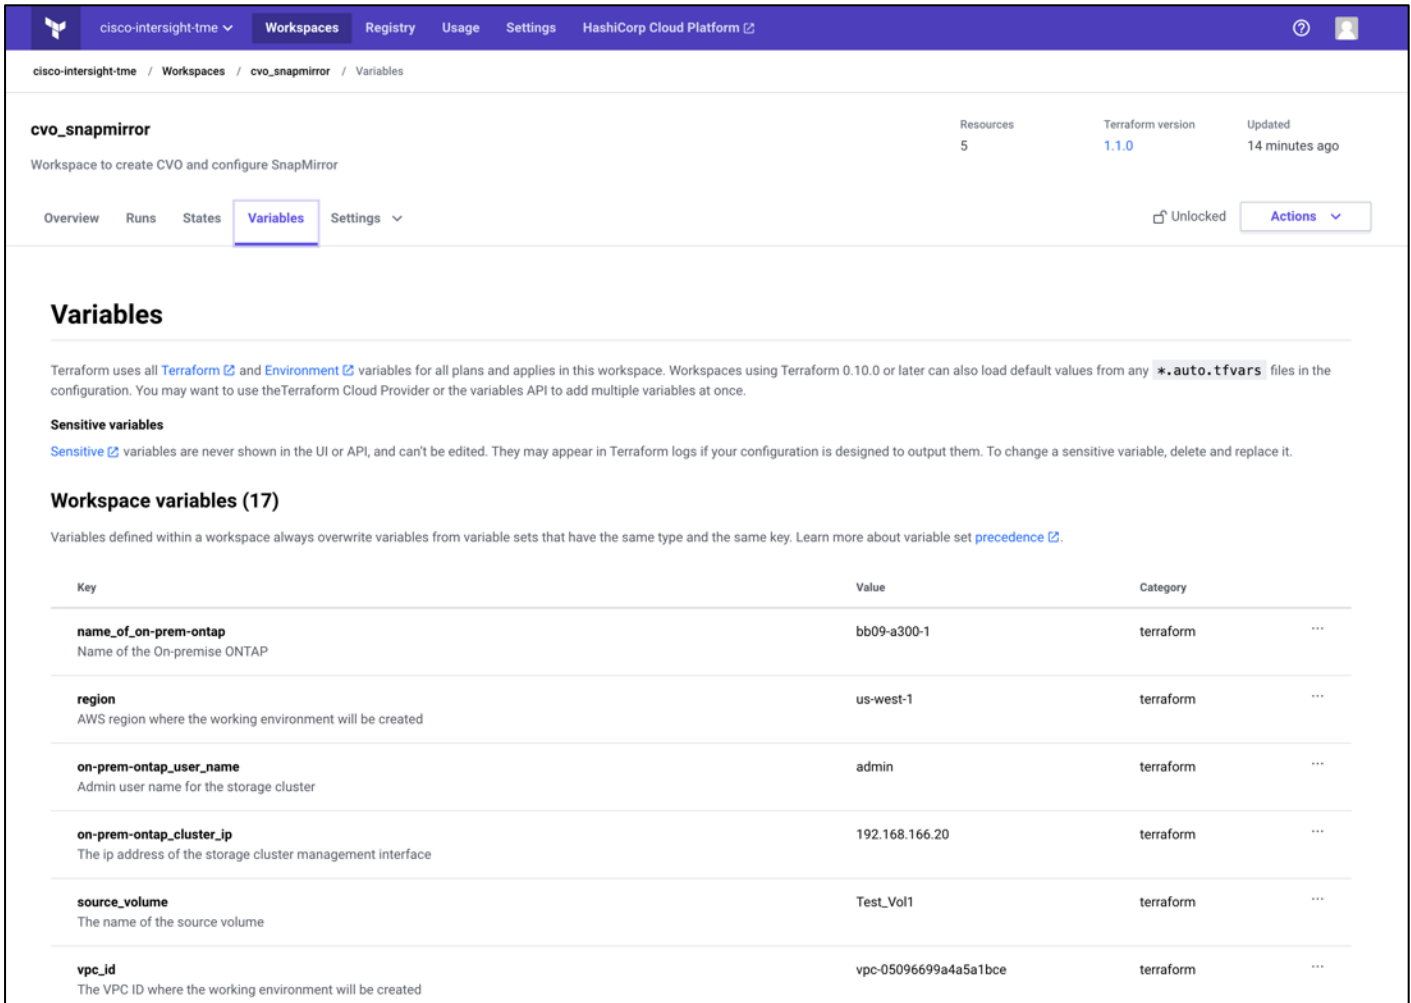 cisco-intersight-tme Workspaces Registry Usage Settings HashiCorp Cloud Platform
cisco-intersight-tme / Workspaces / cvo_snapmirror / Variables
cvo_snapmirror
Workspace to create CVO and configure SnapMirror
Resources Terraform version Updated
5 1.1.0 14 minutes ago
Overview Runs States Variables Settings Unlocked Actions
Variables
Terraform uses all Terraform and Environment variables for all plans and applies in this workspace. Workspaces using Terraform 0.10.0 or later can also load default values from any *.auto.tfvars files in the
configuration. You may want to use theTerraform Cloud Provider or the variables API to add multiple variables at once.
Sensitive variables
Sensitive variables are never shown in the UI or API, and can't be edited. They may appear in Terraform logs if your configuration is designed to output them. To change a sensitive variable, delete and replace it.
Workspace variables (17)
Variables defined within a workspace always overwrite variables from variable sets that have the same type and the same key. Learn more about variable set precedence.
Key Value Category
name_of_on-prem-ontap bb09-a300-1 terraform ...
Name of the On-premise ONTAP
region us-west-1 terraform ...
AWS region where the working environment will be created
on-prem-ontap_user_name admin terraform ...
Admin user name for the storage cluster
on-prem-ontap_cluster_ip 192.168.166.20 terraform ...
The ip address of the storage cluster management interface
source_volume Test_Vol1 terraform ...
The name of the source volume
vpc_id vpc-05096699a4a5a1bce terraform ...
The VPC ID where the working environment will be created